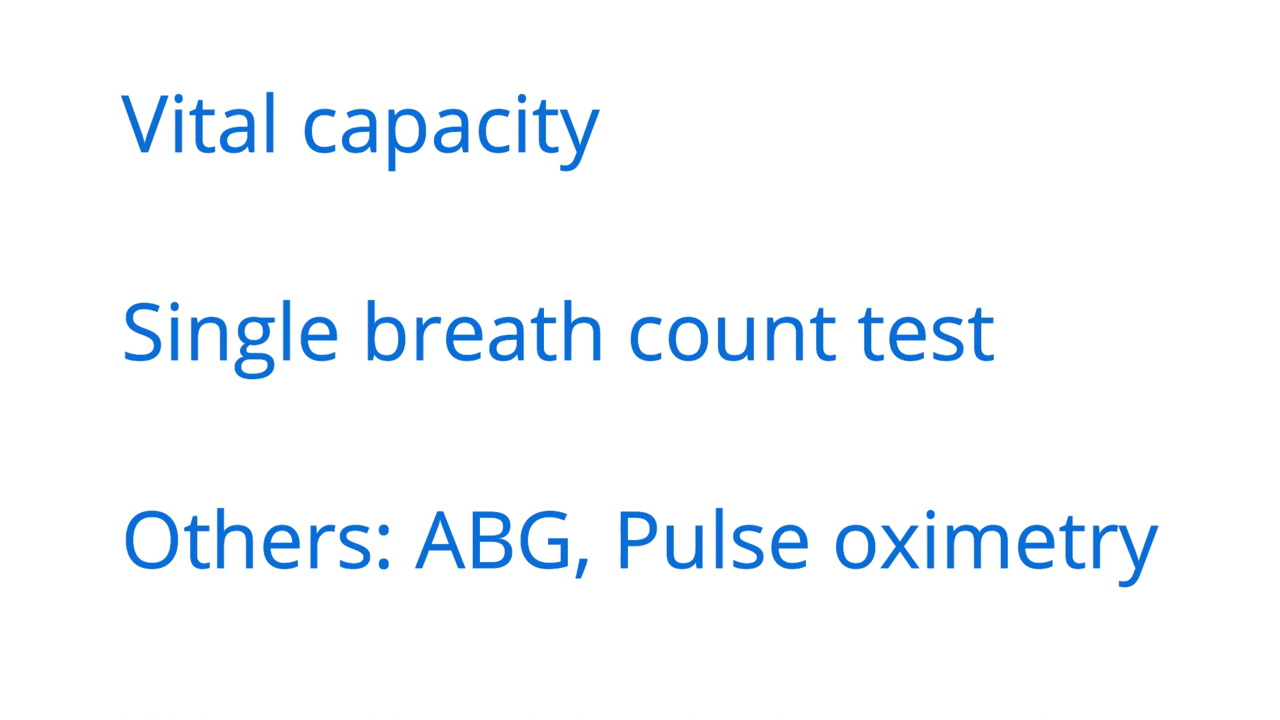 Vital capacity
Single breath count test
Others: ABG, Pulse oximetry